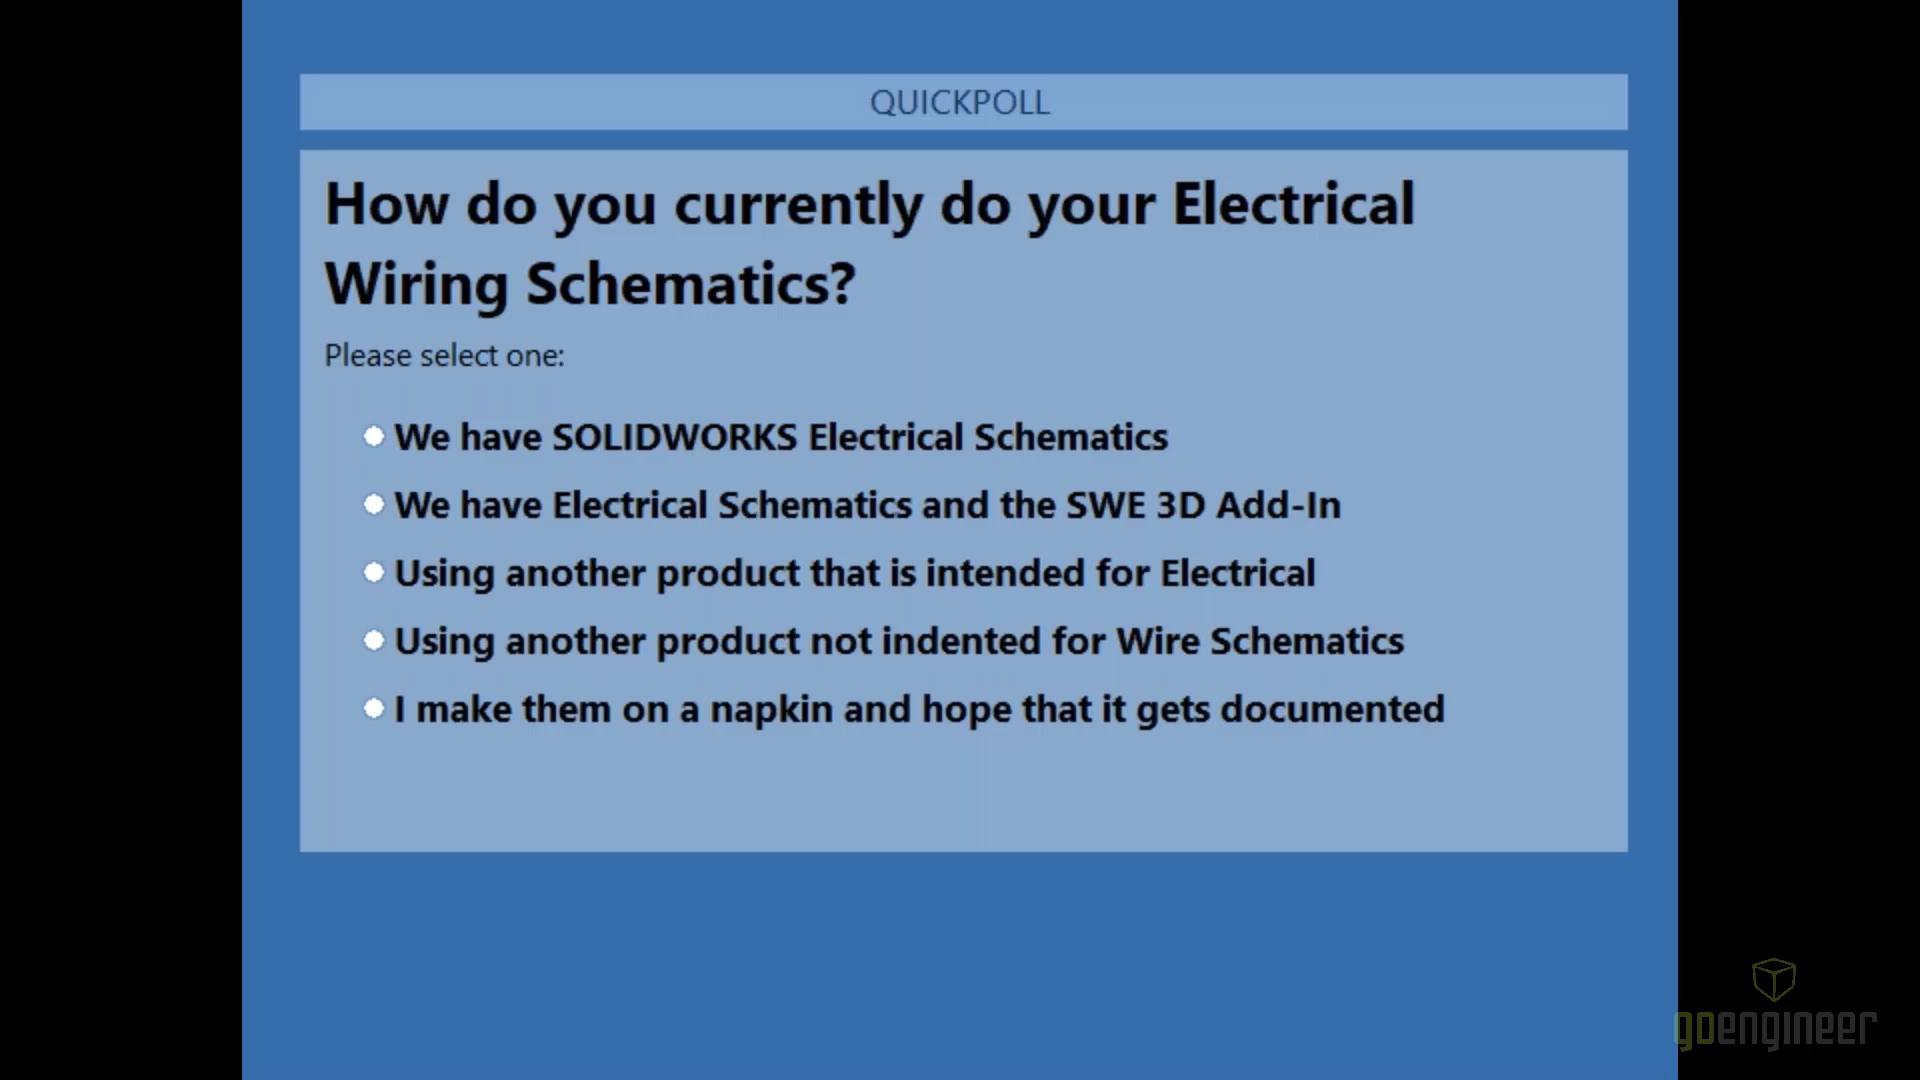 QUICKPOLL
How do you currently do your Electrical
Wiring Schematics?
Please select one:
We have SOLIDWORKS Electrical Schematics
We have Electrical Schematics and the SWE 3D Add-In
Using another product that is intended for Electrical
Using another product not indented for Wire Schematics
I make them on a napkin and hope that it gets documented
goengineer